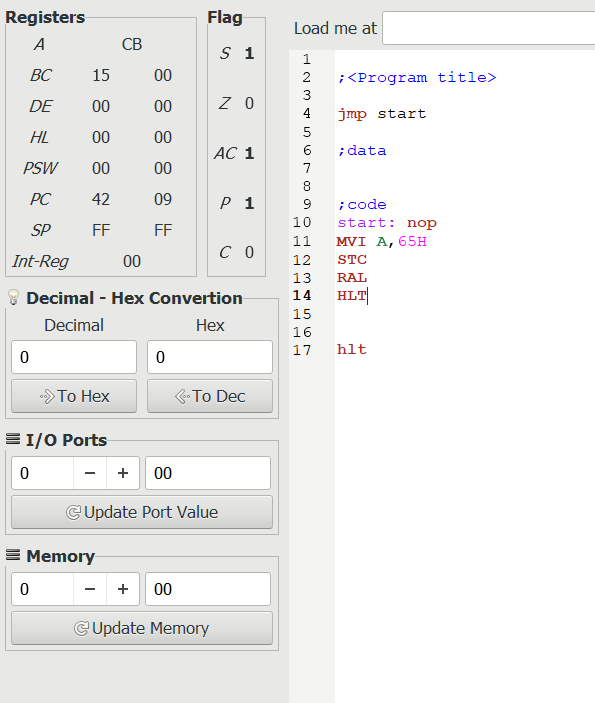 Registers
A CB
BC 15 00
DE 00 00
HL 00 00
PSW 00 00
PC 42 09
SP FF FF
Int-Reg 00
Flag
S 1
Z 0
AC 1
P 1
C 0
Decimal - Hex Convertion
Decimal Hex
0 0
To Hex To Dec
I/O Ports
0 − + 00
Update Port Value
Memory
0 − + 00
Update Memory
Load me at
1
2 ;<Program title>
3
4 jmp start
5
6 ;data
7
8
9 ;code
10 start: nop
11 MVI A,65H
12 STC
13 RAL
14 HLT
15
16
17 hlt